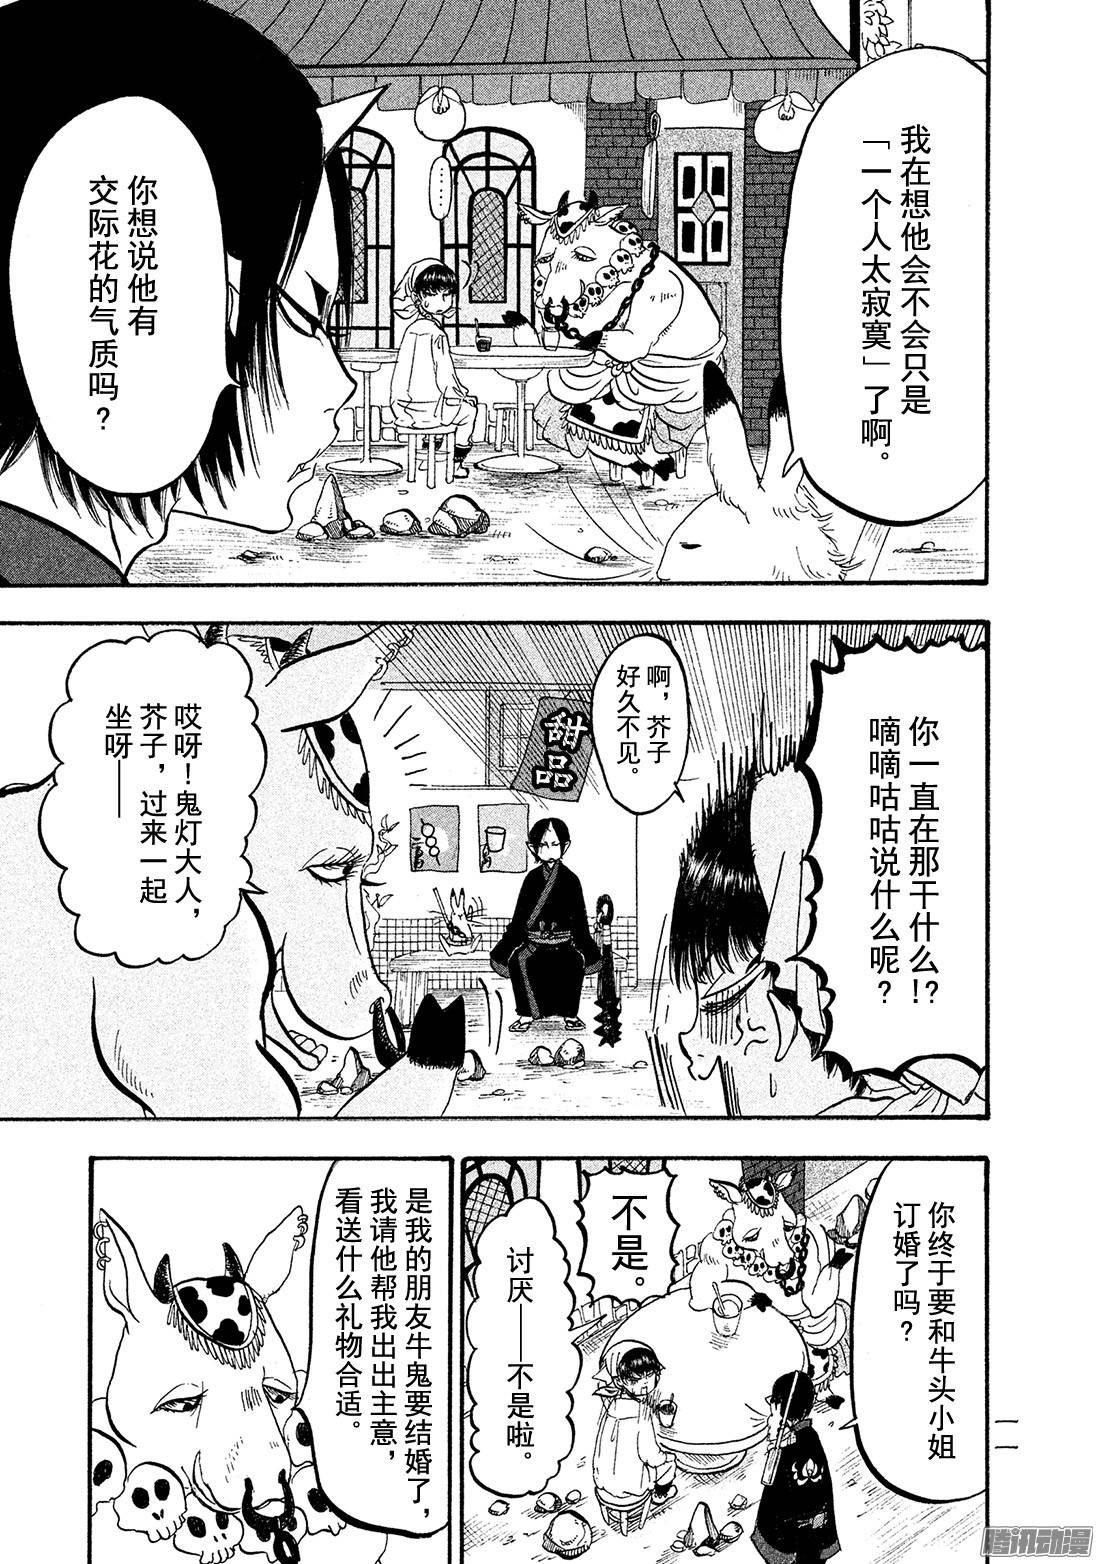 我在想他会不会只是
「一个人太寂寞」了啊。
你想说他有
交际花的气质吗？
你一直在那干什么!?
嘀嘀咕咕说什么呢？
啊，芥子
好久不见。
甜品
哎呀！鬼灯大人，
芥子，过来一起
坐呀——
你终于要和牛头小姐
订婚了吗？
不是。
讨厌——不是啦。
是我的朋友牛鬼要结婚了，
我请他帮我出出主意，
看送什么礼物合适。
一一
腾讯动漫